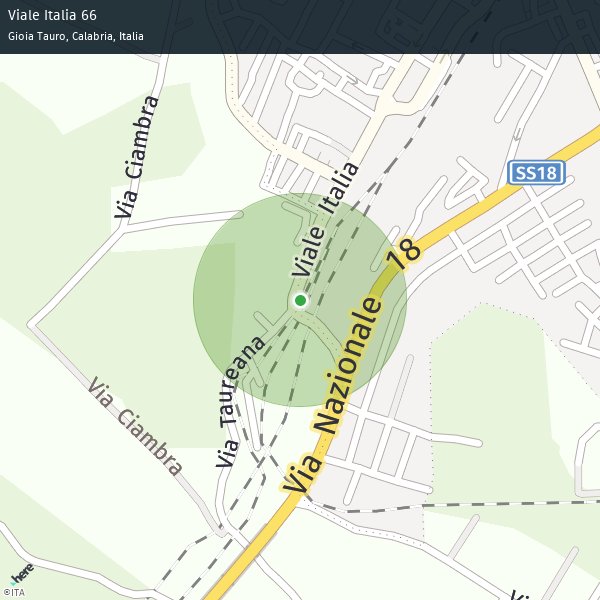 Viale Italia 66
Gioia Tauro, Calabria, Italia
Via Ciambra
Viale Italia
SS18
Via Nazionale 18
Via Taureana
Via Ciambra
here
©ITA